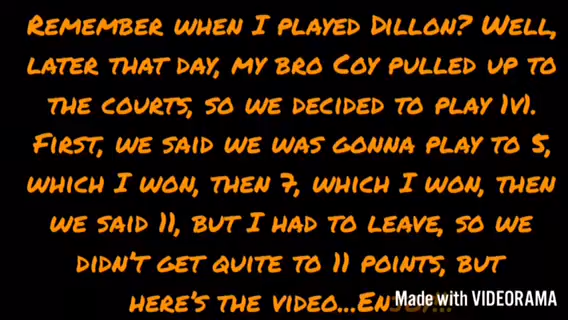 Remember when I played Dillon? Well,
later that day, my bro Coy pulled up to
the courts, so we decided to play 1v1.
First, we said we was gonna play to 5,
which I won, then 7, which I won, then
we said 11, but I had to leave, so we
didn't get quite to 11 points, but
here's the video...
Made with VIDEORAMA